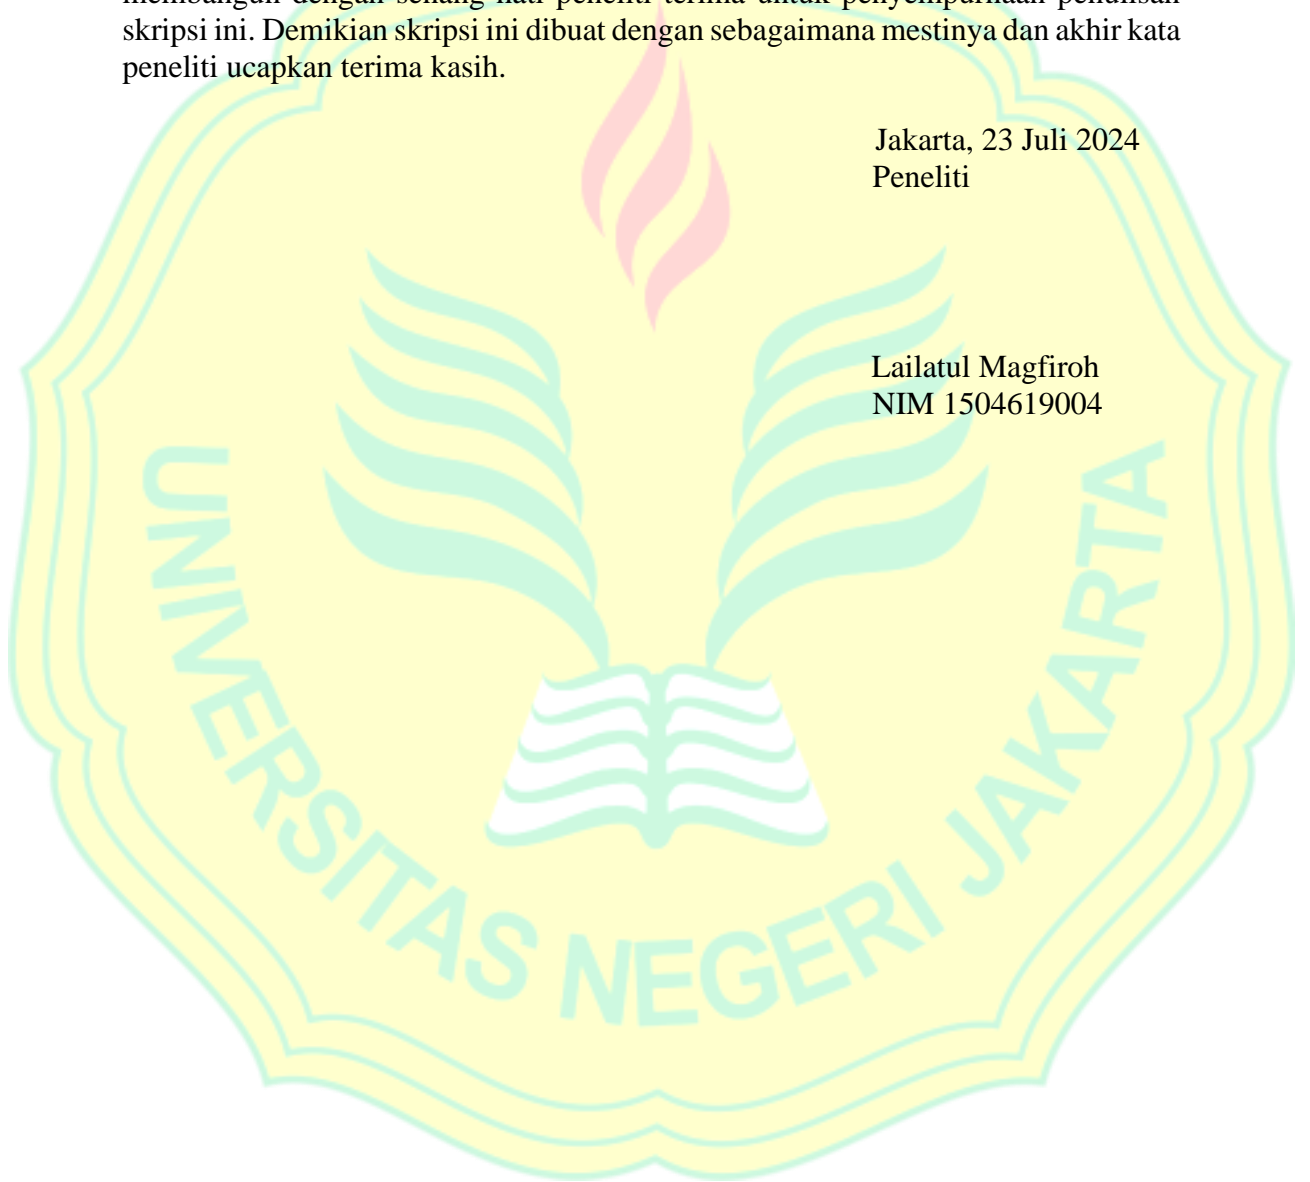 membangun dengan senang hati peneliti terima untuk penyempurnaan penulisan
skripsi ini. Demikian skripsi ini dibuat dengan sebagaimana mestinya dan akhir kata
peneliti ucapkan terima kasih.
Jakarta, 23 Juli 2024
Peneliti
Lailatul Magfiroh
NIM 1504619004
UNIVERSITAS NEGERI JAKARTA